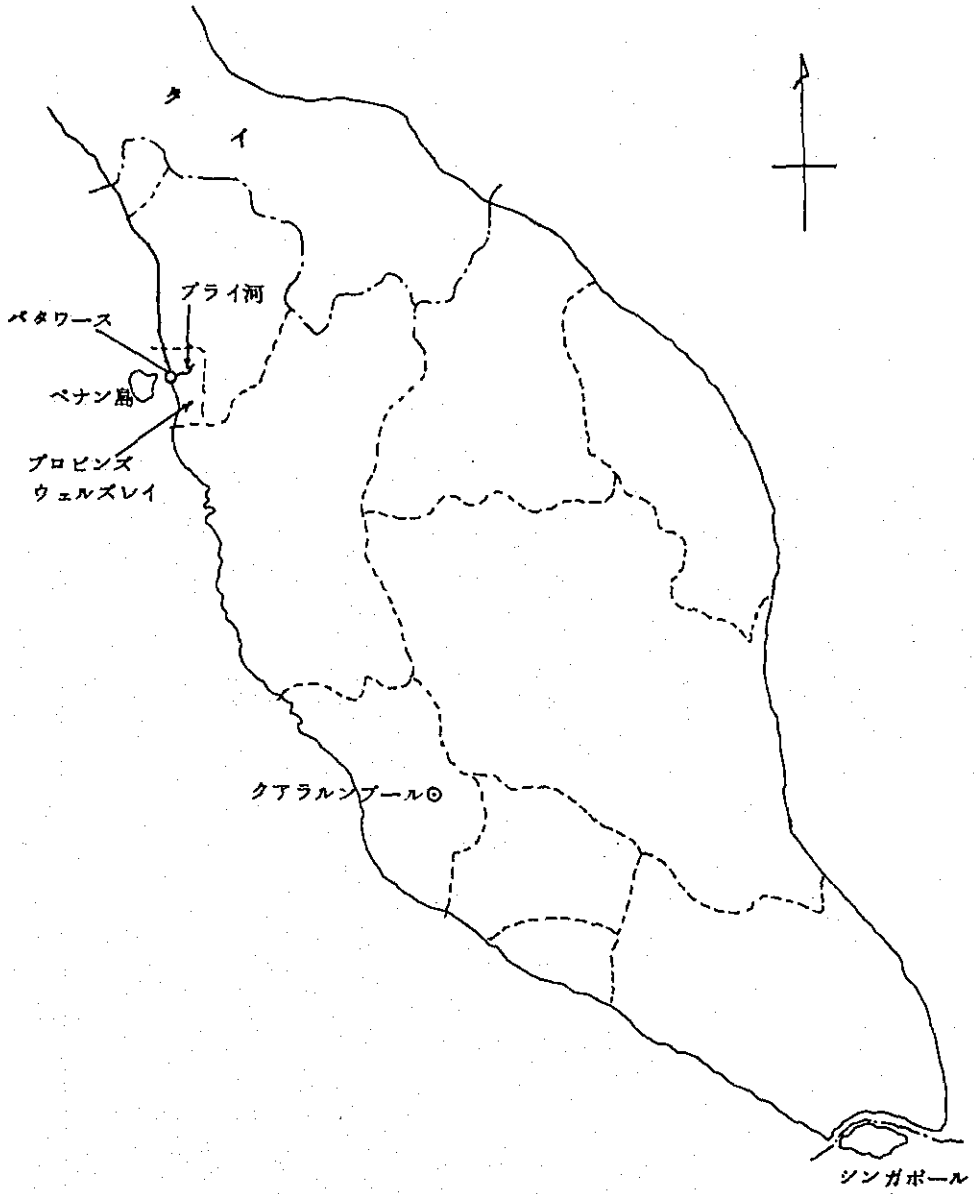 タイ
プライ河
バタワース
ペナン島
プロビンズ
ウェルズレイ
クアラルンプール
シンガポール